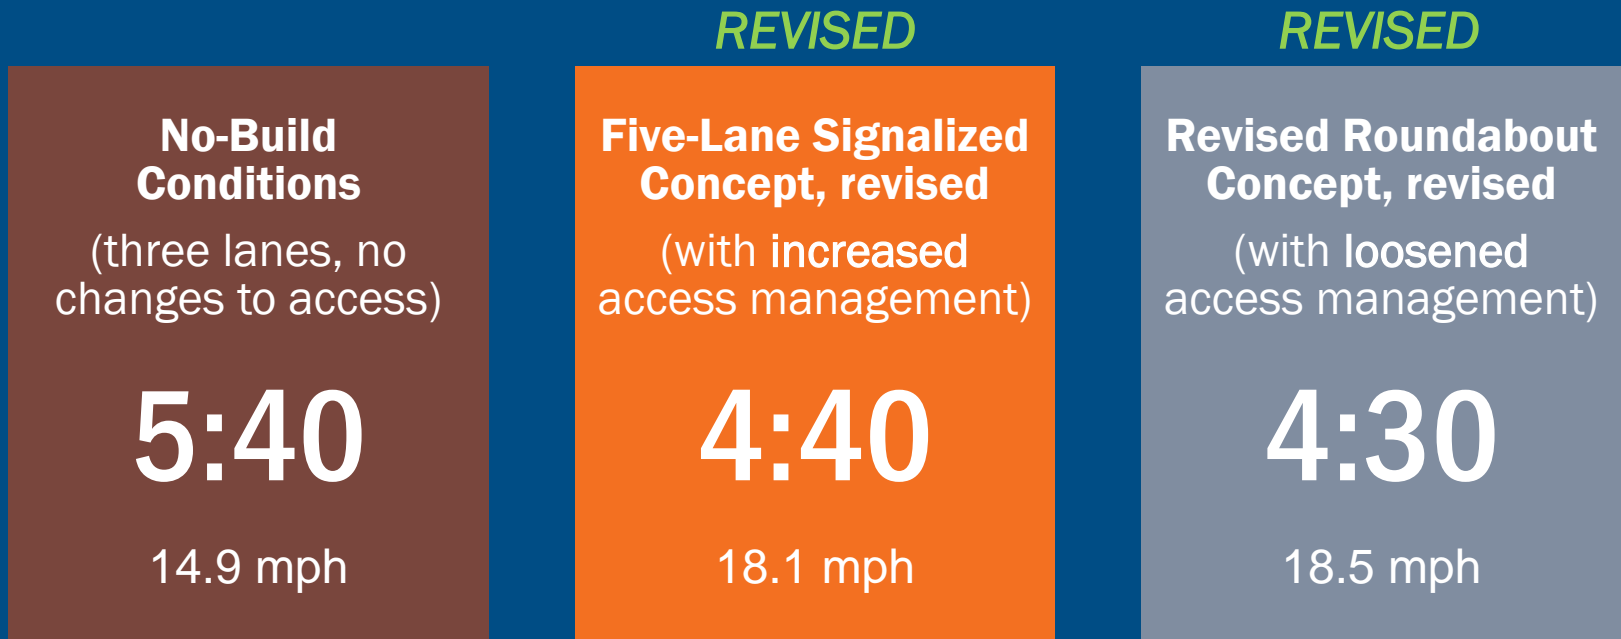 REVISED
REVISED
No-Build
Conditions
(three lanes, no
changes to access)
5:40
14.9 mph
Five-Lane Signalized
Concept, revised
(with increased
access management)
4:40
18.1 mph
Revised Roundabout
Concept, revised
(with loosened
access management)
4:30
18.5 mph